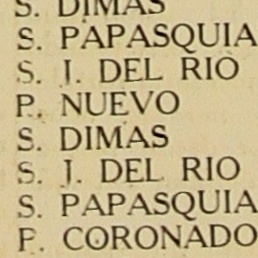 S. DIMAS
S. PAPASQUIA
S. J. DEL RIO
P. NUEVO
S. DIMAS
S. J. DEL RIO
S. PAPASQUIA
P. CORONADO